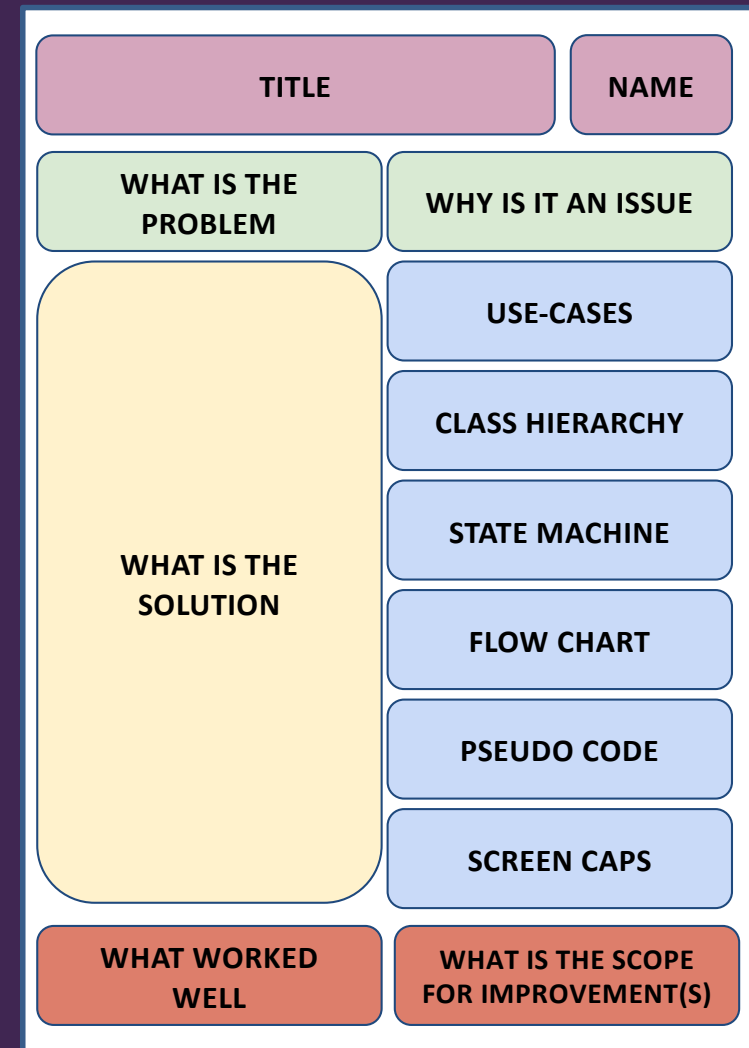 TITLE
NAME
WHAT IS THE
PROBLEM
WHY IS IT AN ISSUE
WHAT IS THE
SOLUTION
USE-CASES
CLASS HIERARCHY
STATE MACHINE
FLOW CHART
PSEUDO CODE
SCREEN CAPS
WHAT WORKED
WELL
WHAT IS THE SCOPE
FOR IMPROVEMENT(S)